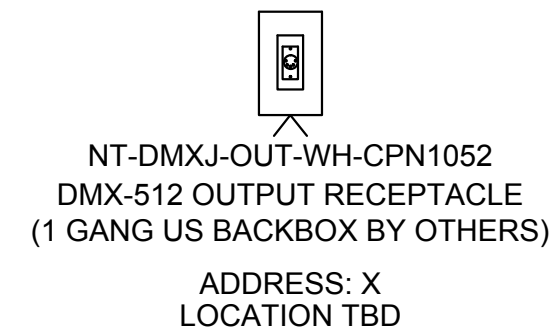 NT-DMXJ-OUT-WH-CPN1052
DMX-512 OUTPUT RECEPTACLE
(1 GANG US BACKBOX BY OTHERS)
ADDRESS: X
LOCATION TBD